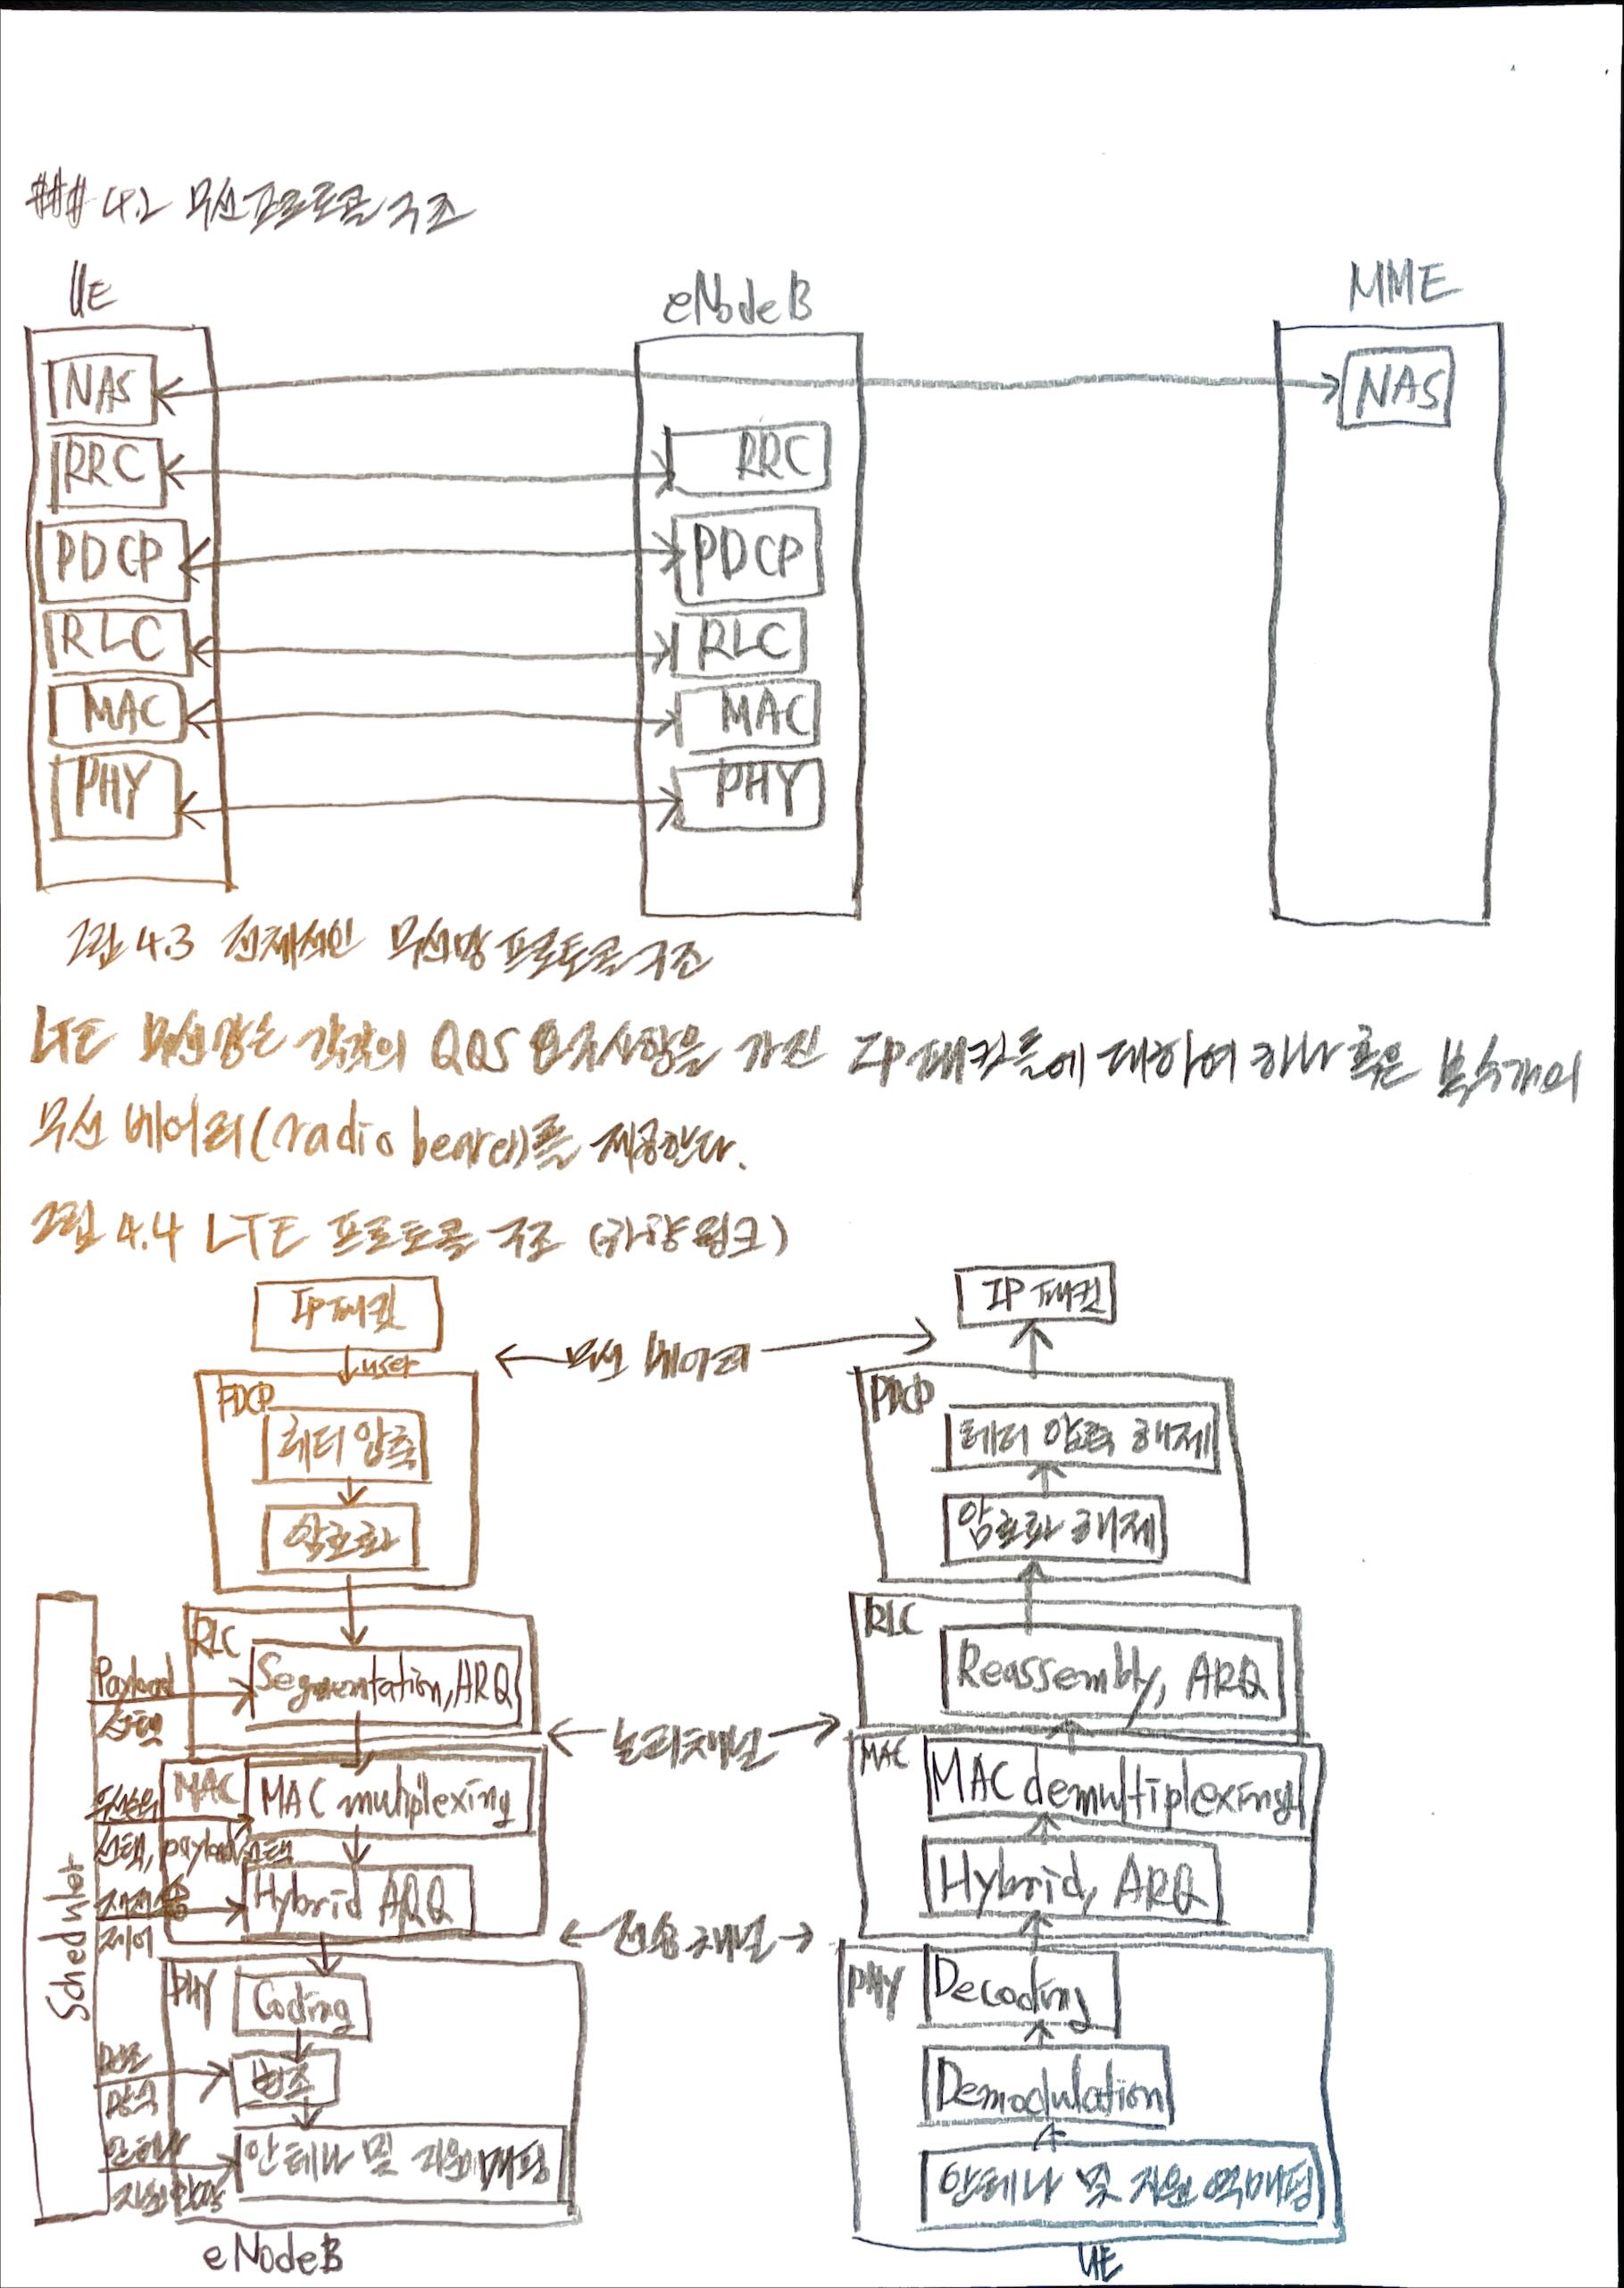 ### 4.2 무선프로토콜 구조
UE
eNodeB
MME
NAS
NAS
RRC
RRC
PDCP
PDCP
RLC
RLC
MAC
MAC
PHY
PHY
그림 4.3 전체적인 무선망 프로토콜 구조
LTE 무선망은 각각의 QOS 요구사항을 가진 IP패킷들에 대하여 하나 혹은 복수개의
무선 베어러(radio bearer)를 제공한다.
그림 4.4 LTE 프로토콜 구조 (하향링크)
IP패킷
IP 패킷
user
무선 베어러
PDCP
PDCP
헤더 압축
헤더 압축 해제
암호화
암호화 해제
RLC
RLC
Payload
선택
Segmentation, ARQ
Reassembly, ARQ
논리채널
MAC
MAC
MAC multiplexing
MAC demultiplexing
우선순위
선택, payload 선택
Hybrid ARQ
Hybrid, ARQ
재전송
제어
Scheduler
전송채널
PHY
PHY
Coding
Decoding
변조
방식
변조
Demodulation
안테나
자원 할당
안테나 및 자원매핑
안테나 및 자원 역매핑
eNodeB
UE